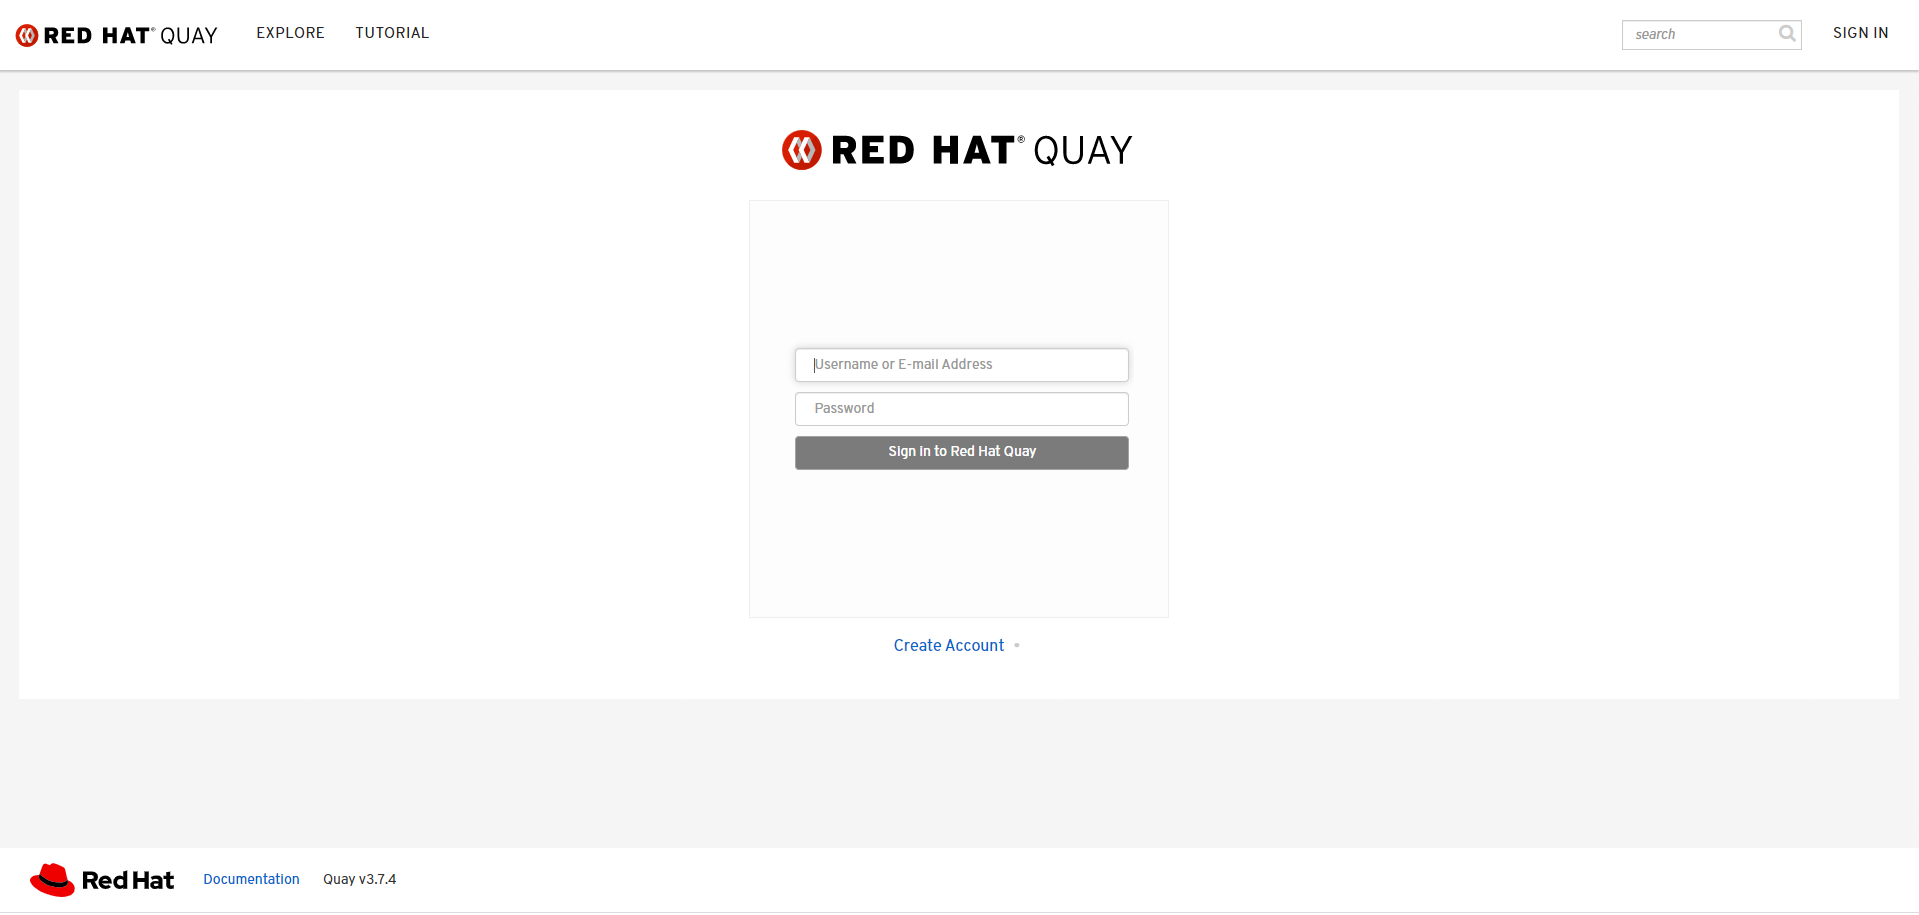 RED HAT® QUAY EXPLORE TUTORIAL search SIGN IN
RED HAT® QUAY
Username or E-mail Address
Password
Sign in to Red Hat Quay
Create Account
Red Hat Documentation Quay v3.7.4